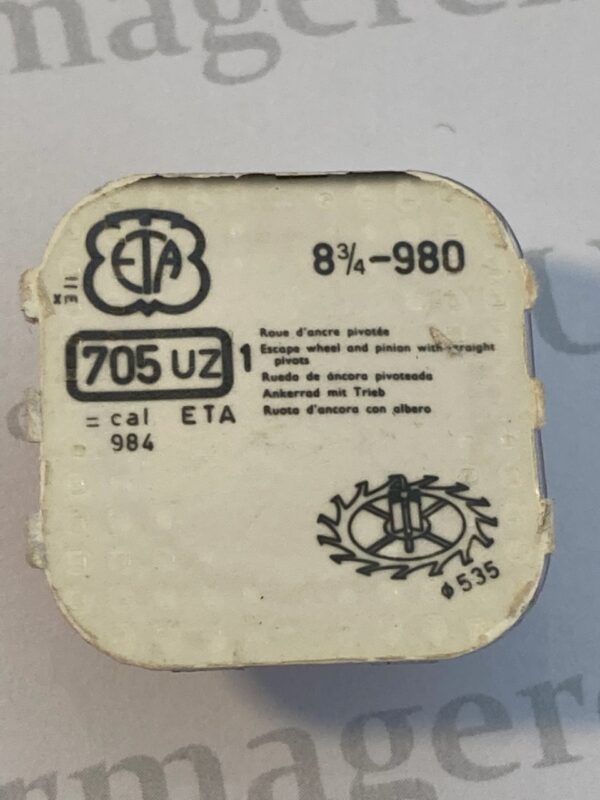 ETA
8¾-980
705 UZ 1
= cal ETA
984
Roue d'ancre pivotée
Escape wheel and pinion with straight
pivots
Rueda de áncora pivoteada
Ankerrad mit Trieb
Ruota d'ancora con albero
ø 535